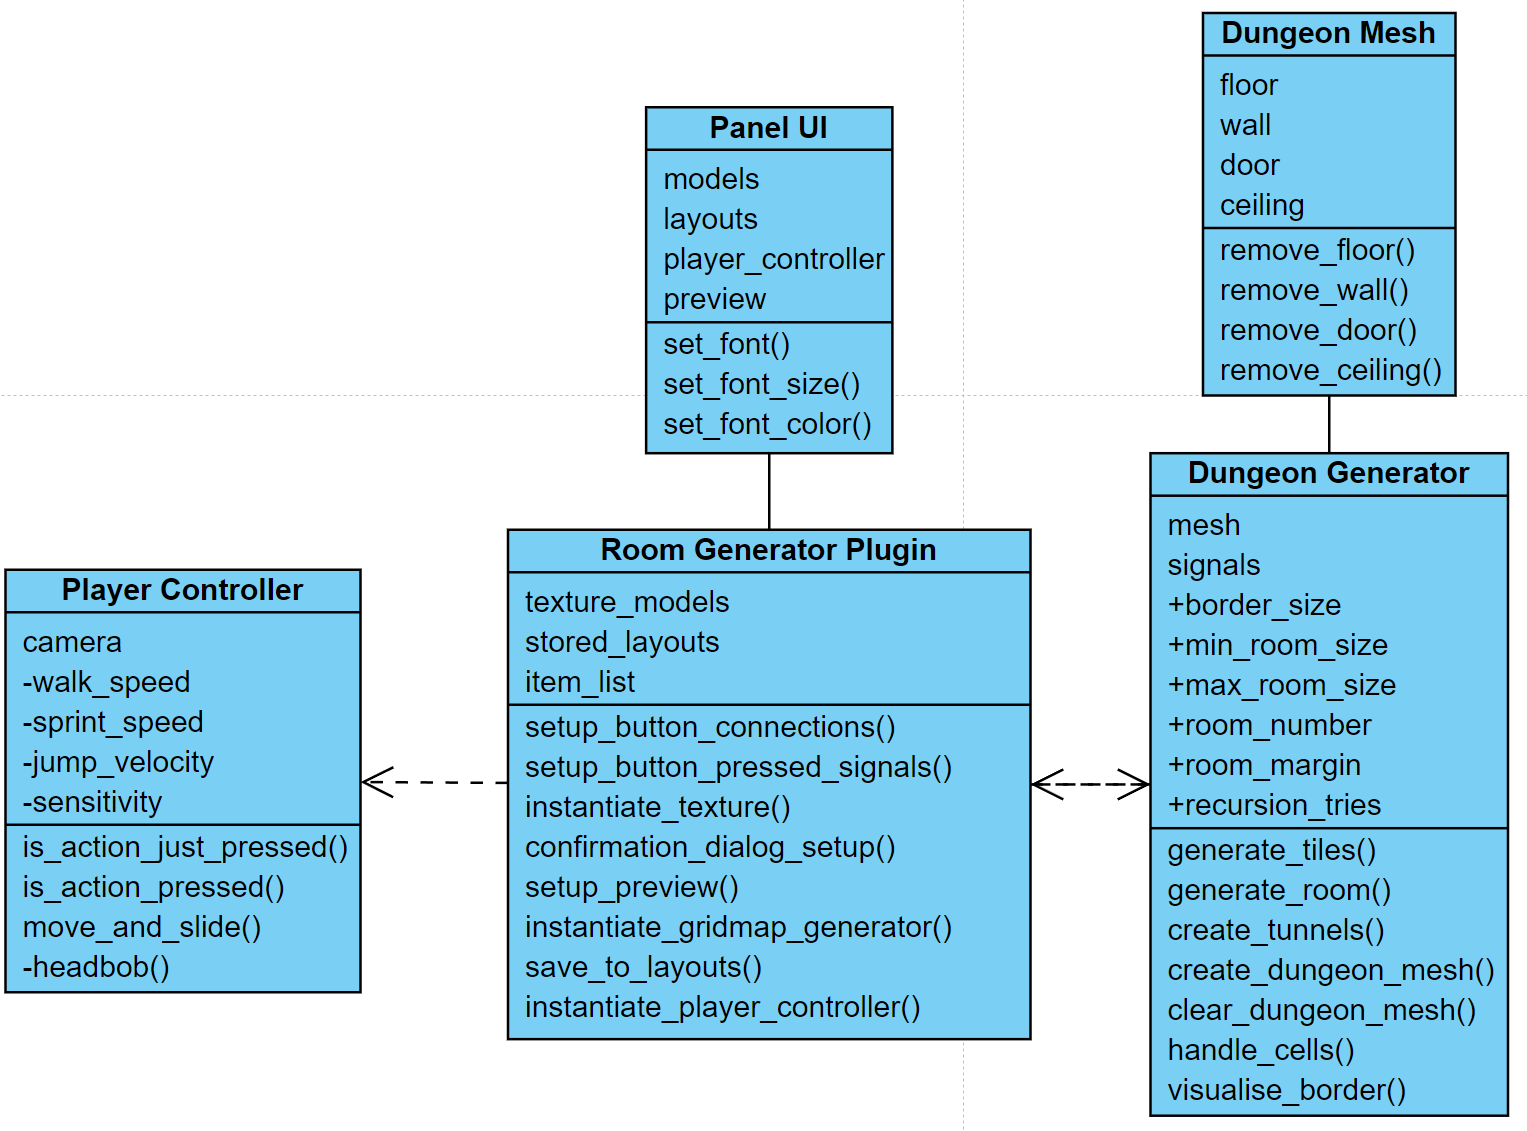 Dungeon Mesh
floor
wall
door
ceiling
remove_floor()
remove_wall()
remove_door()
remove_ceiling()
Panel UI
models
layouts
player_controller
preview
set_font()
set_font_size()
set_font_color()
Dungeon Generator
mesh
signals
+border_size
+min_room_size
+max_room_size
+room_number
+room_margin
+recursion_tries
generate_tiles()
generate_room()
create_tunnels()
create_dungeon_mesh()
clear_dungeon_mesh()
handle_cells()
visualise_border()
Room Generator Plugin
texture_models
stored_layouts
item_list
setup_button_connections()
setup_button_pressed_signals()
instantiate_texture()
confirmation_dialog_setup()
setup_preview()
instantiate_gridmap_generator()
save_to_layouts()
instantiate_player_controller()
Player Controller
camera
-walk_speed
-sprint_speed
-jump_velocity
-sensitivity
is_action_just_pressed()
is_action_pressed()
move_and_slide()
-headbob()